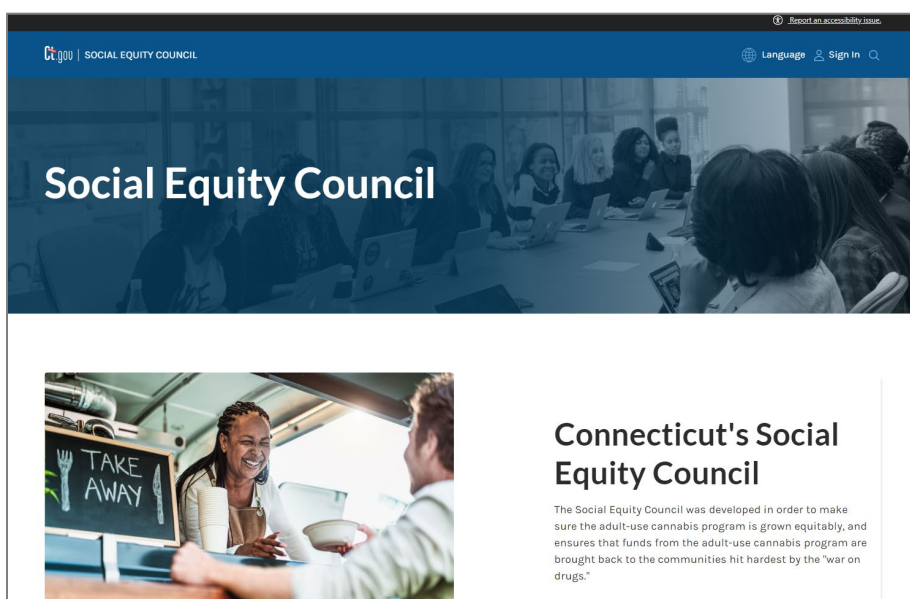 Report an accessibility issue.
Ct.gov | SOCIAL EQUITY COUNCIL
Language Sign In
Social Equity Council
TAKE
AWAY
Connecticut's Social
Equity Council
The Social Equity Council was developed in order to make
sure the adult-use cannabis program is grown equitably, and
ensures that funds from the adult-use cannabis program are
brought back to the communities hit hardest by the "war on
drugs."